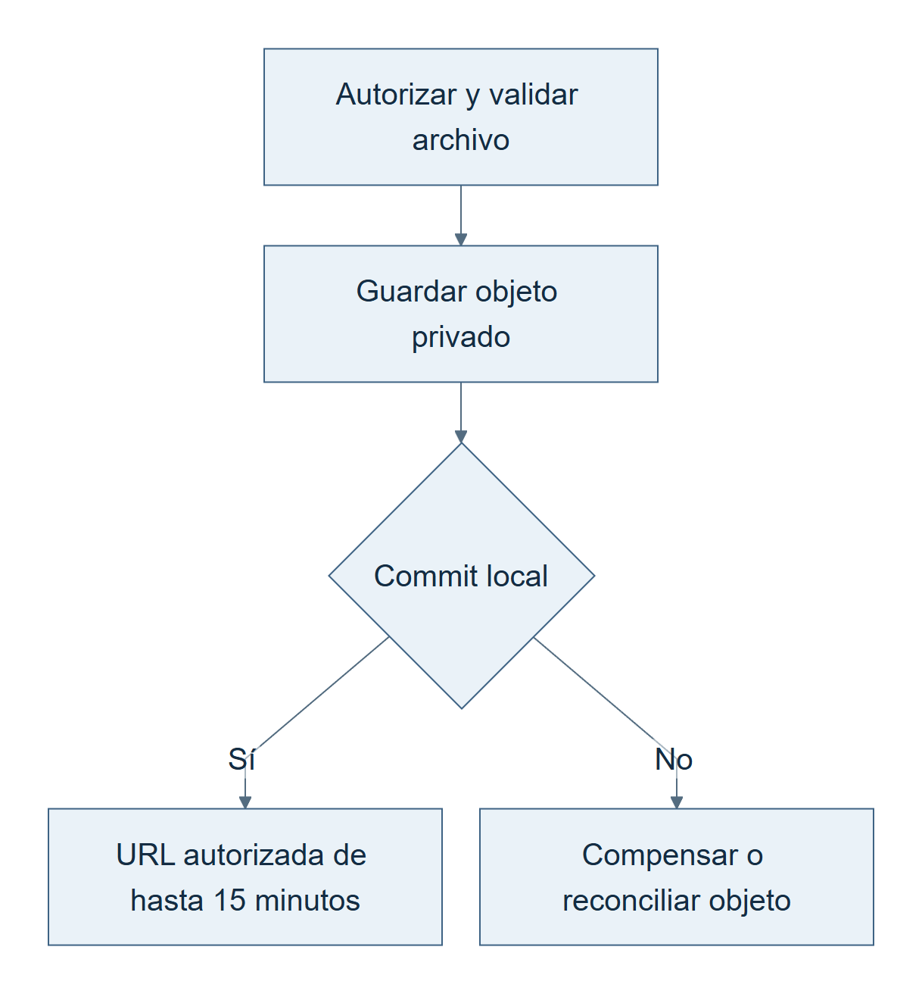 Autorizar y validar
archivo
Guardar objeto
privado
Commit local
Sí
No
URL autorizada de
hasta 15 minutos
Compensar o
reconciliar objeto